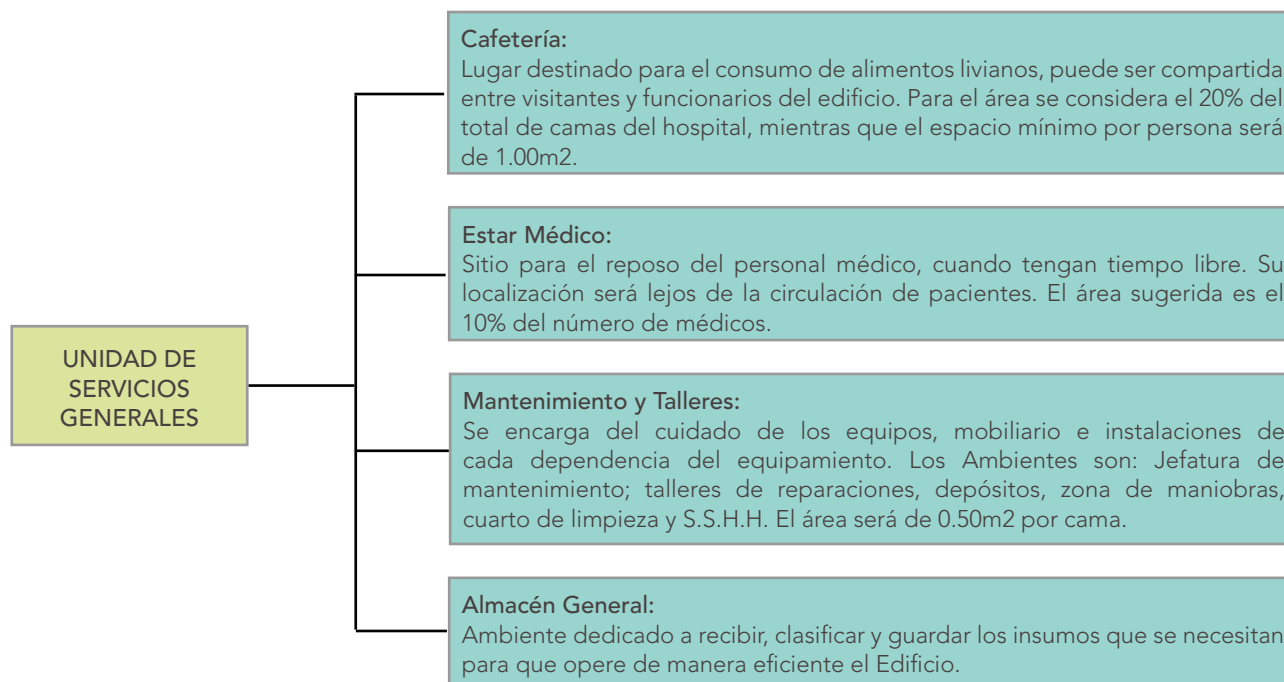 UNIDAD DE
SERVICIOS
GENERALES
Cafetería:
Lugar destinado para el consumo de alimentos livianos, puede ser compartida
entre visitantes y funcionarios del edificio. Para el área se considera el 20% del
total de camas del hospital, mientras que el espacio mínimo por persona será
de 1.00m2.
Estar Médico:
Sitio para el reposo del personal médico, cuando tengan tiempo libre. Su
localización será lejos de la circulación de pacientes. El área sugerida es el
10% del número de médicos.
Mantenimiento y Talleres:
Se encarga del cuidado de los equipos, mobiliario e instalaciones de
cada dependencia del equipamiento. Los Ambientes son: Jefatura de
mantenimiento; talleres de reparaciones, depósitos, zona de maniobras,
cuarto de limpieza y S.S.H.H. El área será de 0.50m2 por cama.
Almacén General:
Ambiente dedicado a recibir, clasificar y guardar los insumos que se necesitan
para que opere de manera eficiente el Edificio.